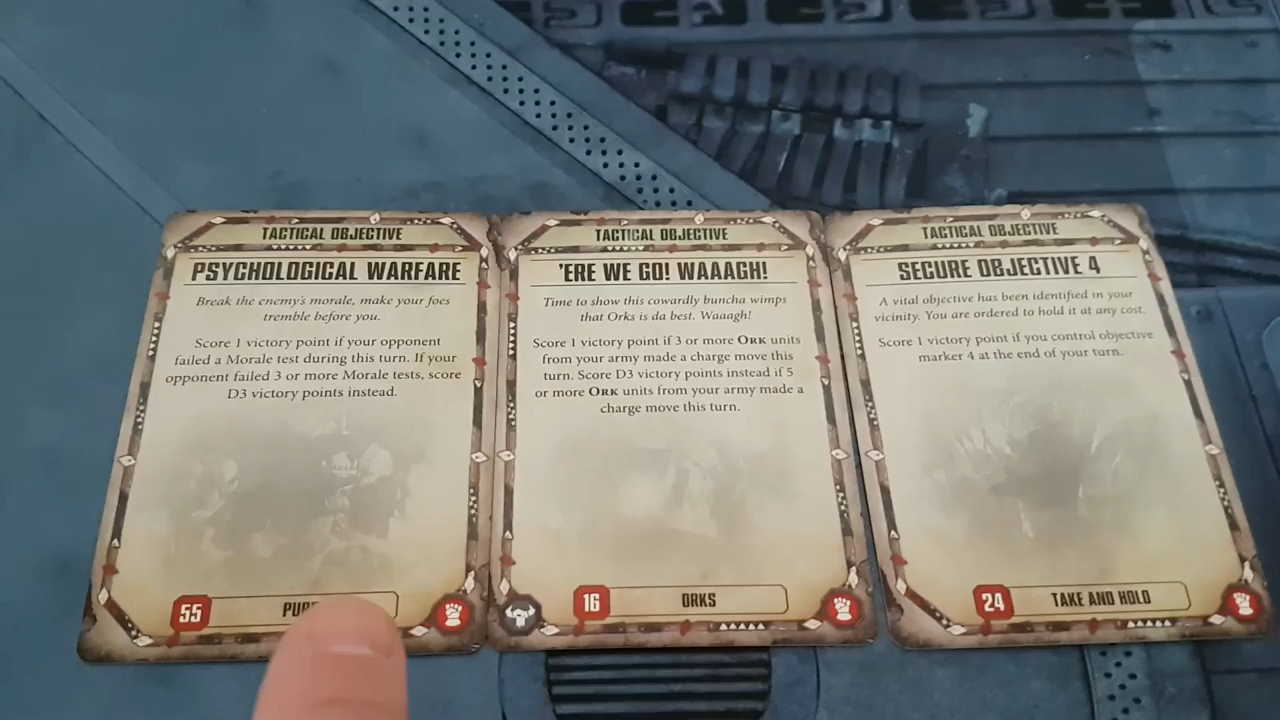 TACTICAL OBJECTIVE
PSYCHOLOGICAL WARFARE
Break the enemy's morale, make your foes
tremble before you.
Score 1 victory point if your opponent
failed a Morale test during this turn. If your
opponent failed 3 or more Morale tests, score
D3 victory points instead.
55
TACTICAL OBJECTIVE
'ERE WE GO! WAAAGH!
Time to show this cowardly buncha wimps
that Orks is da best. Waaagh!
Score 1 victory point if 3 or more ORK units
from your army made a charge move this
turn. Score D3 victory points instead if 5
or more ORK units from your army made a
charge move this turn.
16 ORKS
TACTICAL OBJECTIVE
SECURE OBJECTIVE 4
A vital objective has been identified in your
vicinity. You are ordered to hold it at any cost.
Score 1 victory point if you control objective
marker 4 at the end of your turn.
24 TAKE AND HOLD